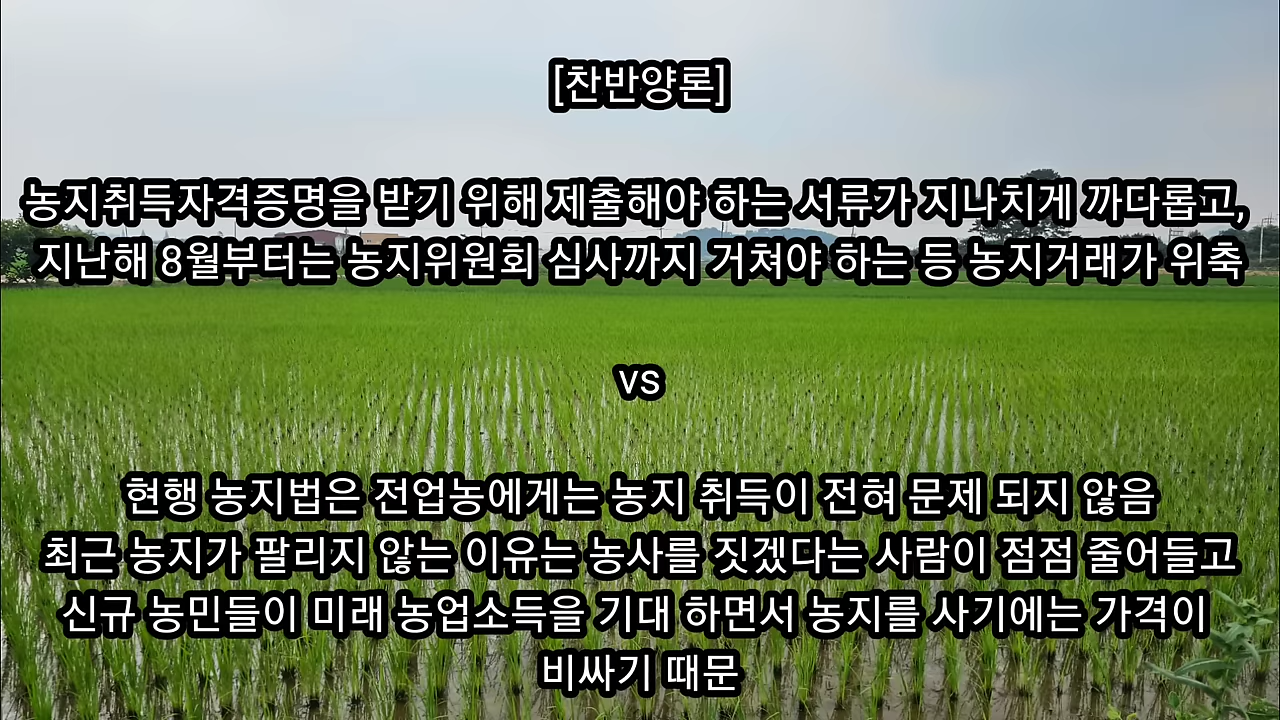 [찬반양론]
농지취득자격증명을 받기 위해 제출해야 하는 서류가 지나치게 까다롭고,
지난해 8월부터는 농지위원회 심사까지 거쳐야 하는 등 농지거래가 위축
vs
현행 농지법은 전업농에게는 농지 취득이 전혀 문제 되지 않음
최근 농지가 팔리지 않는 이유는 농사를 짓겠다는 사람이 점점 줄어들고
신규 농민들이 미래 농업소득을 기대 하면서 농지를 사기에는 가격이
비싸기 때문